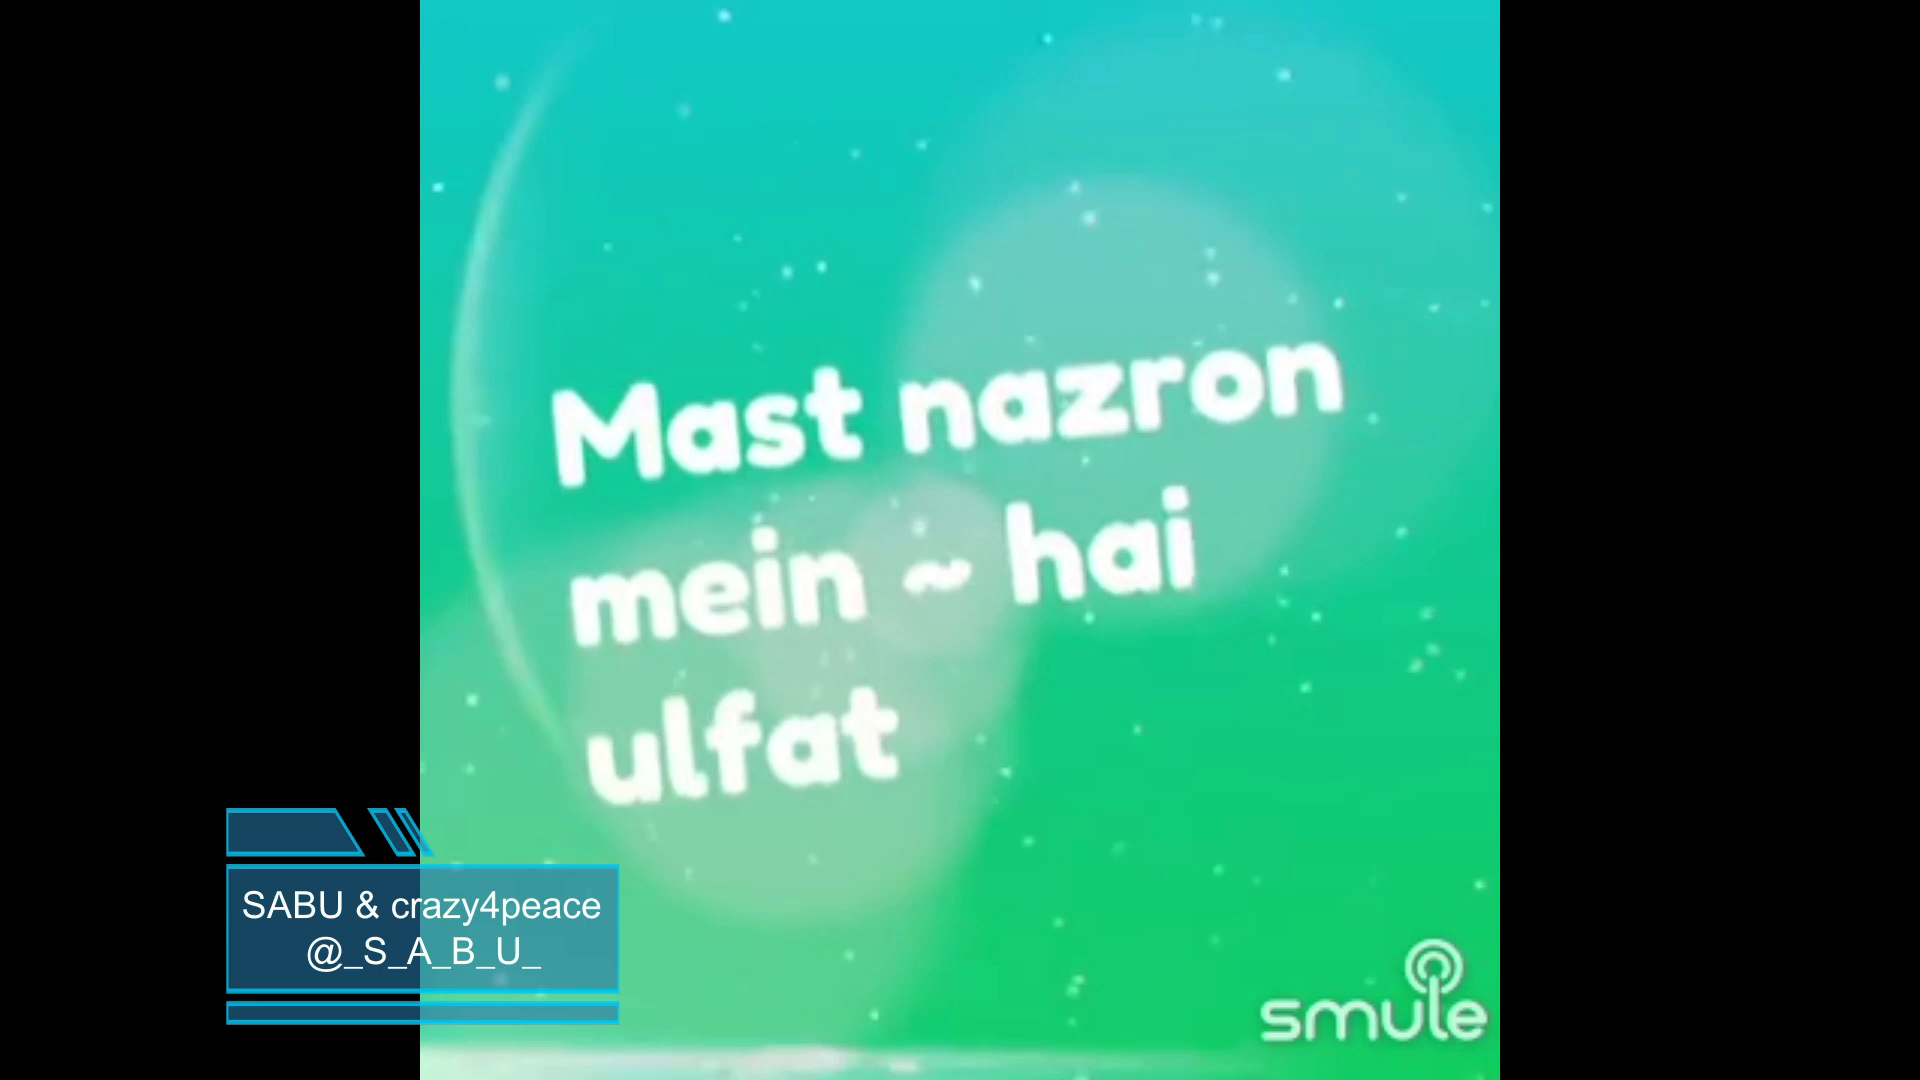 Mast nazron
mein ~ hai
ulfat
SABU & crazy4peace
@_S_A_B_U_
smule